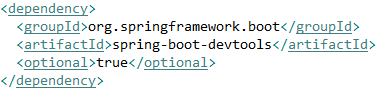 <dependency>
<groupId>org.springframework.boot</groupId>
<artifactId>spring-boot-devtools</artifactId>
<optional>true</optional>
</dependency>